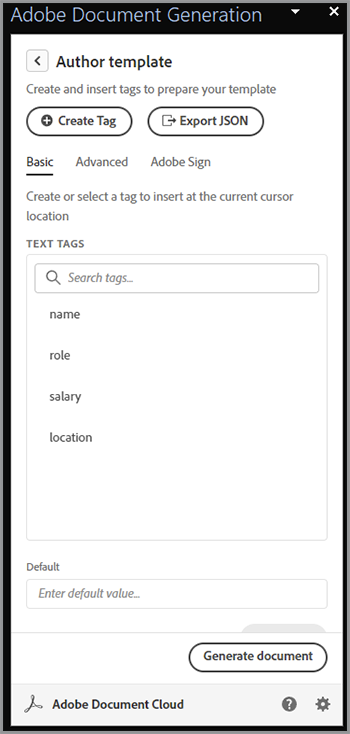 Adobe Document Generation
Author template
Create and insert tags to prepare your template
Create Tag
Export JSON
Basic
Advanced
Adobe Sign
Create or select a tag to insert at the current cursor
location
TEXT TAGS
Search tags...
name
role
salary
location
Default
Enter default value...
Generate document
Adobe Document Cloud